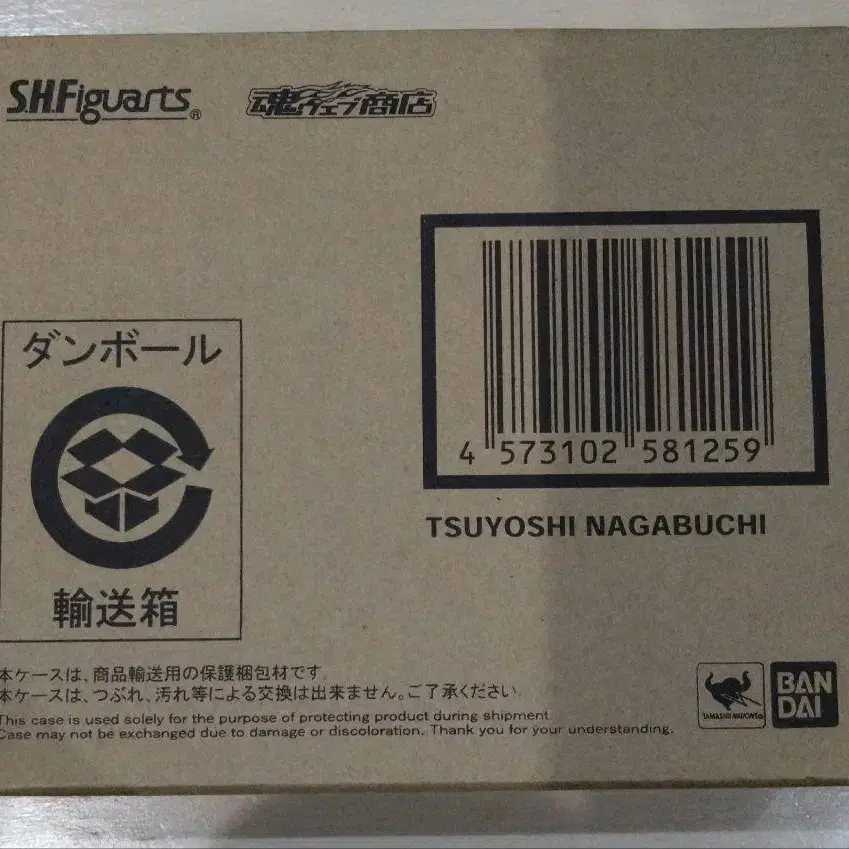 S.H.Figuarts®
魂ウェブ商店
4 573102 581259
TSUYOSHI NAGABUCHI
ダンボール
輸送箱
本ケースは、商品輸送用の保護梱包材です。
本ケースは、つぶれ、汚れ等による交換は出来ません。ご了承ください。
This case is used solely for the purpose of protecting product during shipment.
Case may not be exchanged due to damage or discoloration. Thank you for your understanding.
TAMASHII NATIONS
BAN
DAI